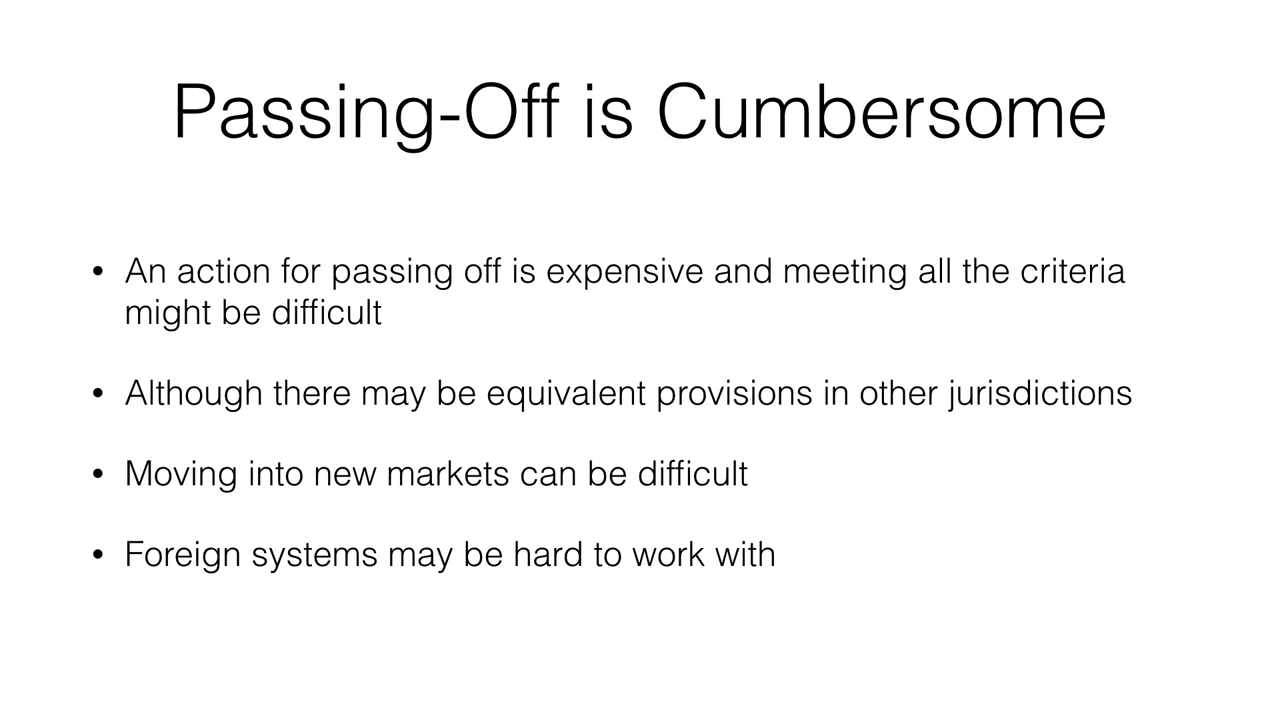 Passing-Off is Cumbersome
• An action for passing off is expensive and meeting all the criteria
might be difficult
• Although there may be equivalent provisions in other jurisdictions
• Moving into new markets can be difficult
• Foreign systems may be hard to work with